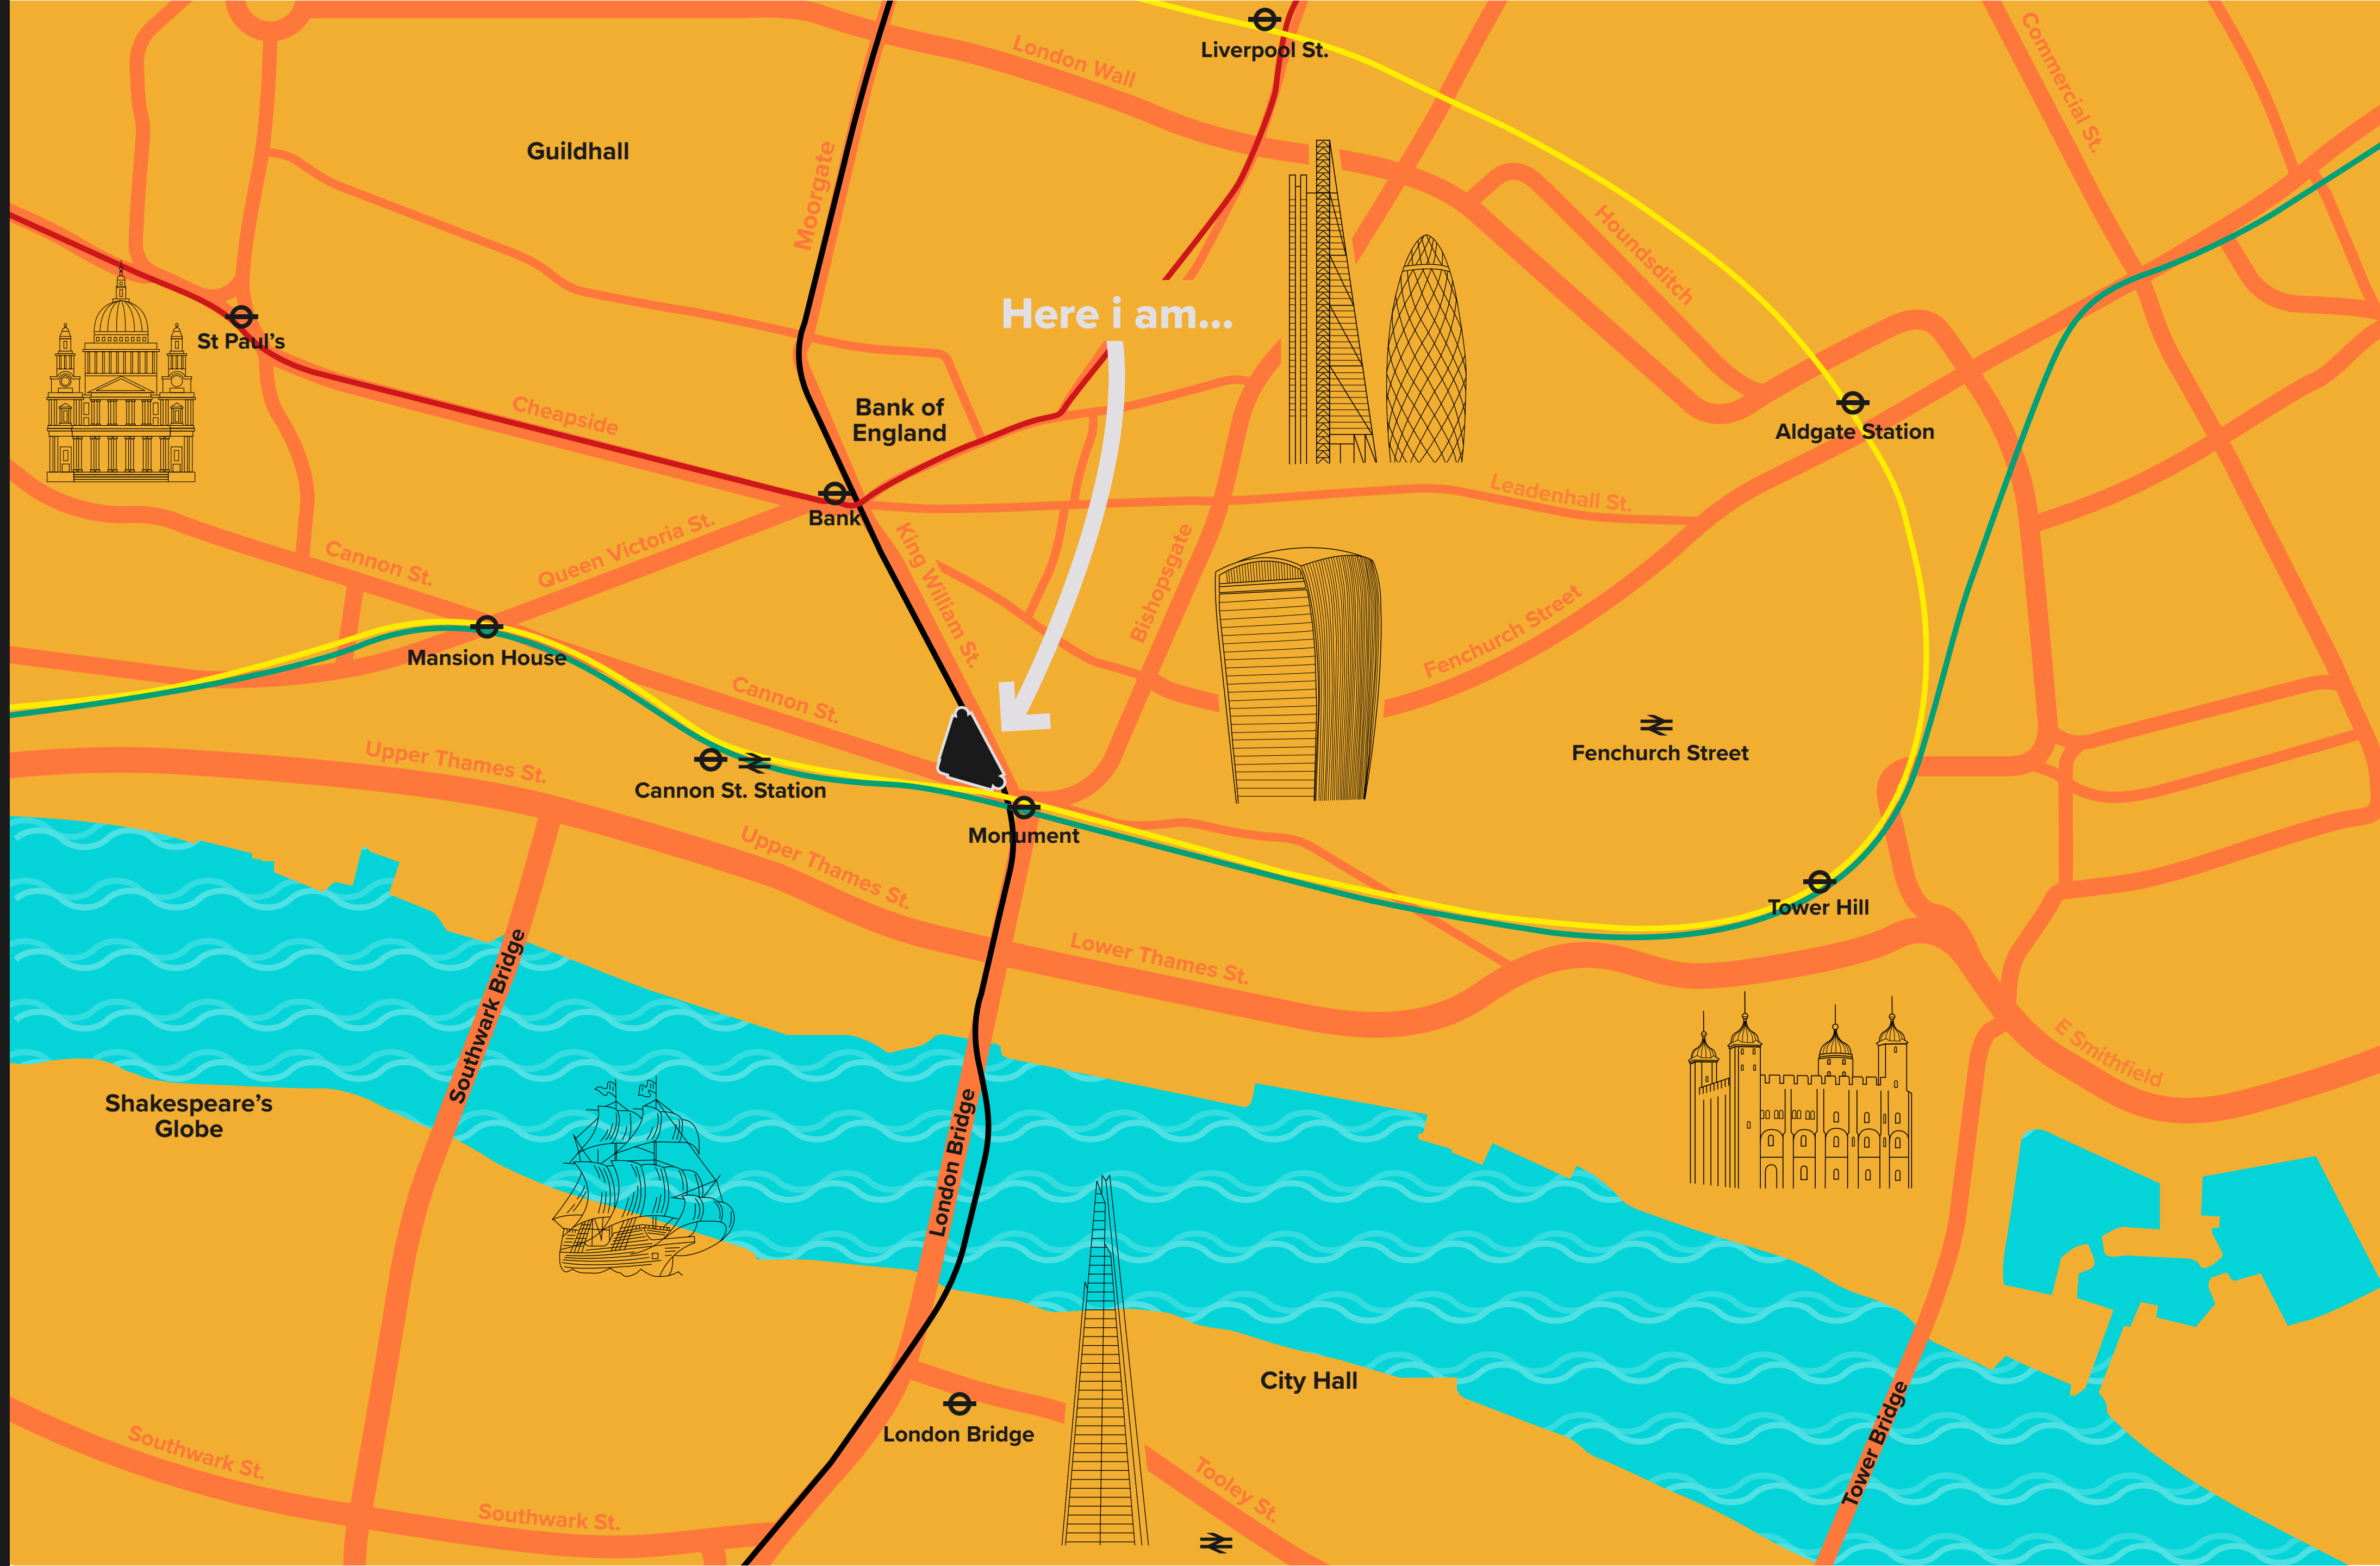 Liverpool St.
London Wall
Commercial St.
Guildhall
Moorgate
Houndsditch
Here i am...
St Paul's
Cheapside
Bank of
England
Aldgate Station
Leadenhall St.
Bank
Queen Victoria St.
Cannon St.
King William St.
Bishopsgate
Fenchurch Street
Mansion House
Cannon St.
Fenchurch Street
Upper Thames St.
Cannon St. Station
Monument
Upper Thames St.
Tower Hill
Lower Thames St.
Southwark Bridge
E Smithfield
Shakespeare's
Globe
London Bridge
City Hall
London Bridge
Tower Bridge
Southwark St.
Tooley St.
Southwark St.